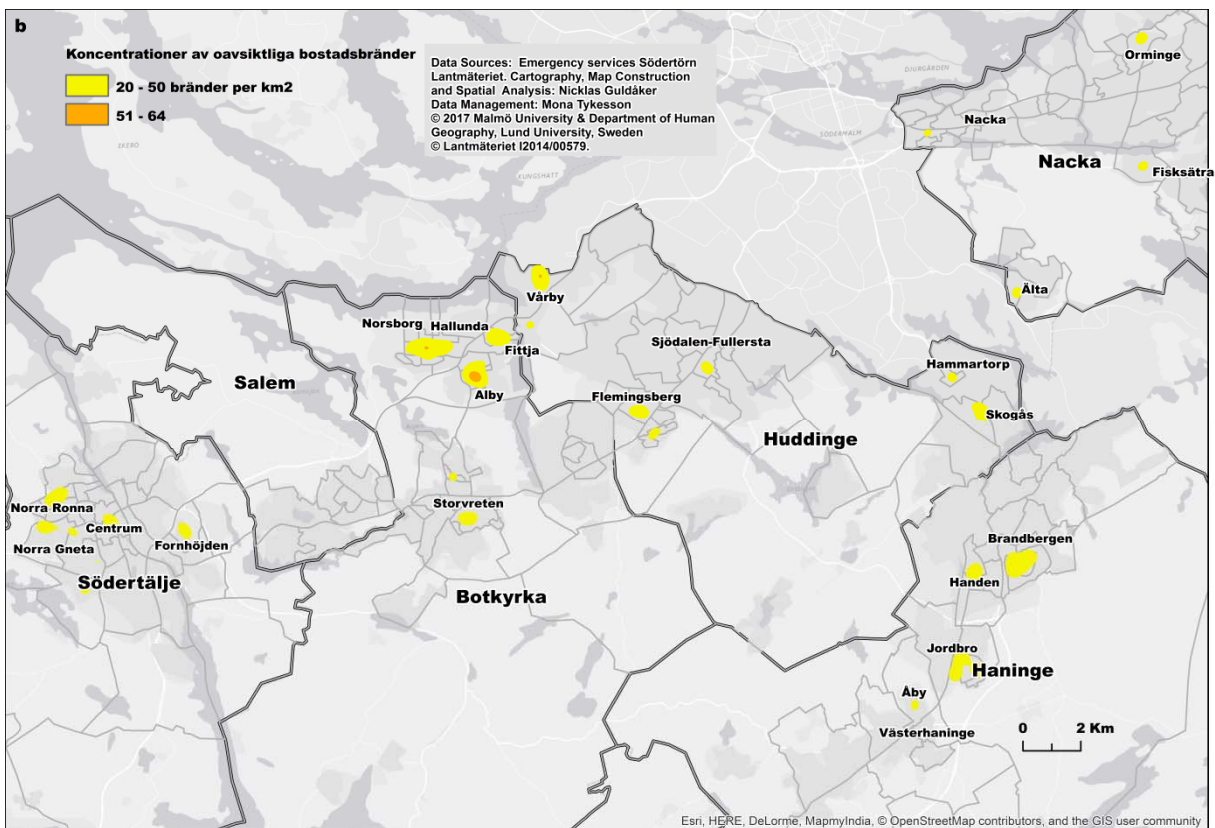 b
Koncentrationer av oavsiktliga bostadsbränder
20 - 50 bränder per km2
51 - 64
Data Sources: Emergency services Södertörn
Lantmäteriet. Cartography, Map Construction
and Spatial Analysis: Nicklas Guldåker
Data Management: Mona Tykesson
© 2017 Malmö University & Department of Human
Geography, Lund University, Sweden
© Lantmäteriet I2014/00579.
Orminge
DJURGÅRDEN
Nacka
SÖDERMALM
EKERÖ
Nacka
KUNGSHATT
Fisksätra
Älta
Vårby
Norsborg
Hallunda
Fittja
Sjödalen-Fullersta
Hammartorp
Salem
Alby
Flemingsberg
Skogås
Huddinge
Norra Ronna
Storvreten
Centrum
Brandbergen
Norra Gneta
Fornhöjden
Handen
Södertälje
Botkyrka
Jordbro
Haninge
Åby
Västerhaninge
0 2 Km
Esri, HERE, DeLorme, MapmyIndia, © OpenStreetMap contributors, and the GIS user community